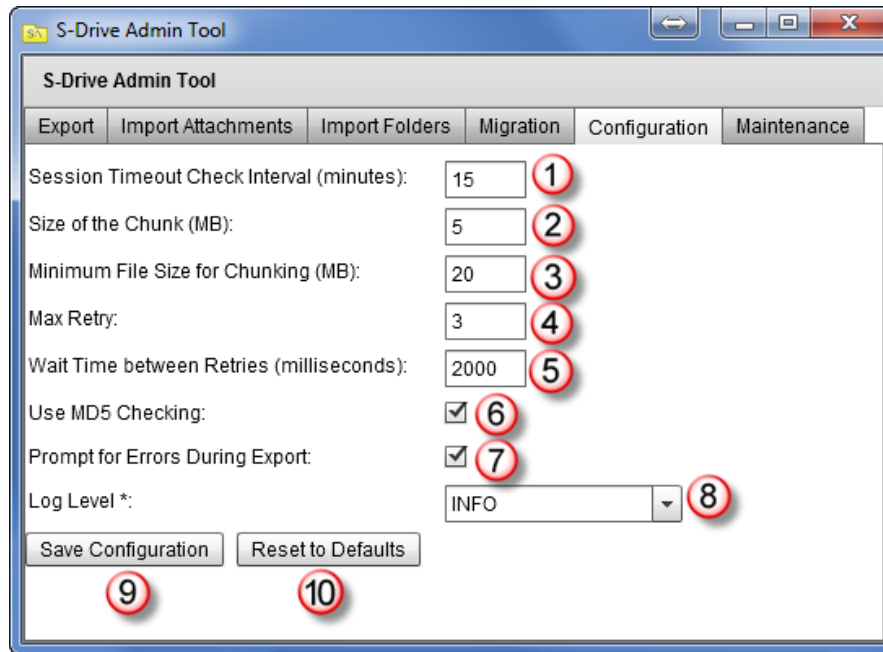 S-Drive Admin Tool
S-Drive Admin Tool
Export Import Attachments Import Folders Migration Configuration Maintenance
Session Timeout Check Interval (minutes): 15 1
Size of the Chunk (MB): 5 2
Minimum File Size for Chunking (MB): 20 3
Max Retry: 3 4
Wait Time between Retries (milliseconds): 2000 5
Use MD5 Checking: 6
Prompt for Errors During Export: 7
Log Level *: INFO 8
Save Configuration Reset to Defaults
9 10